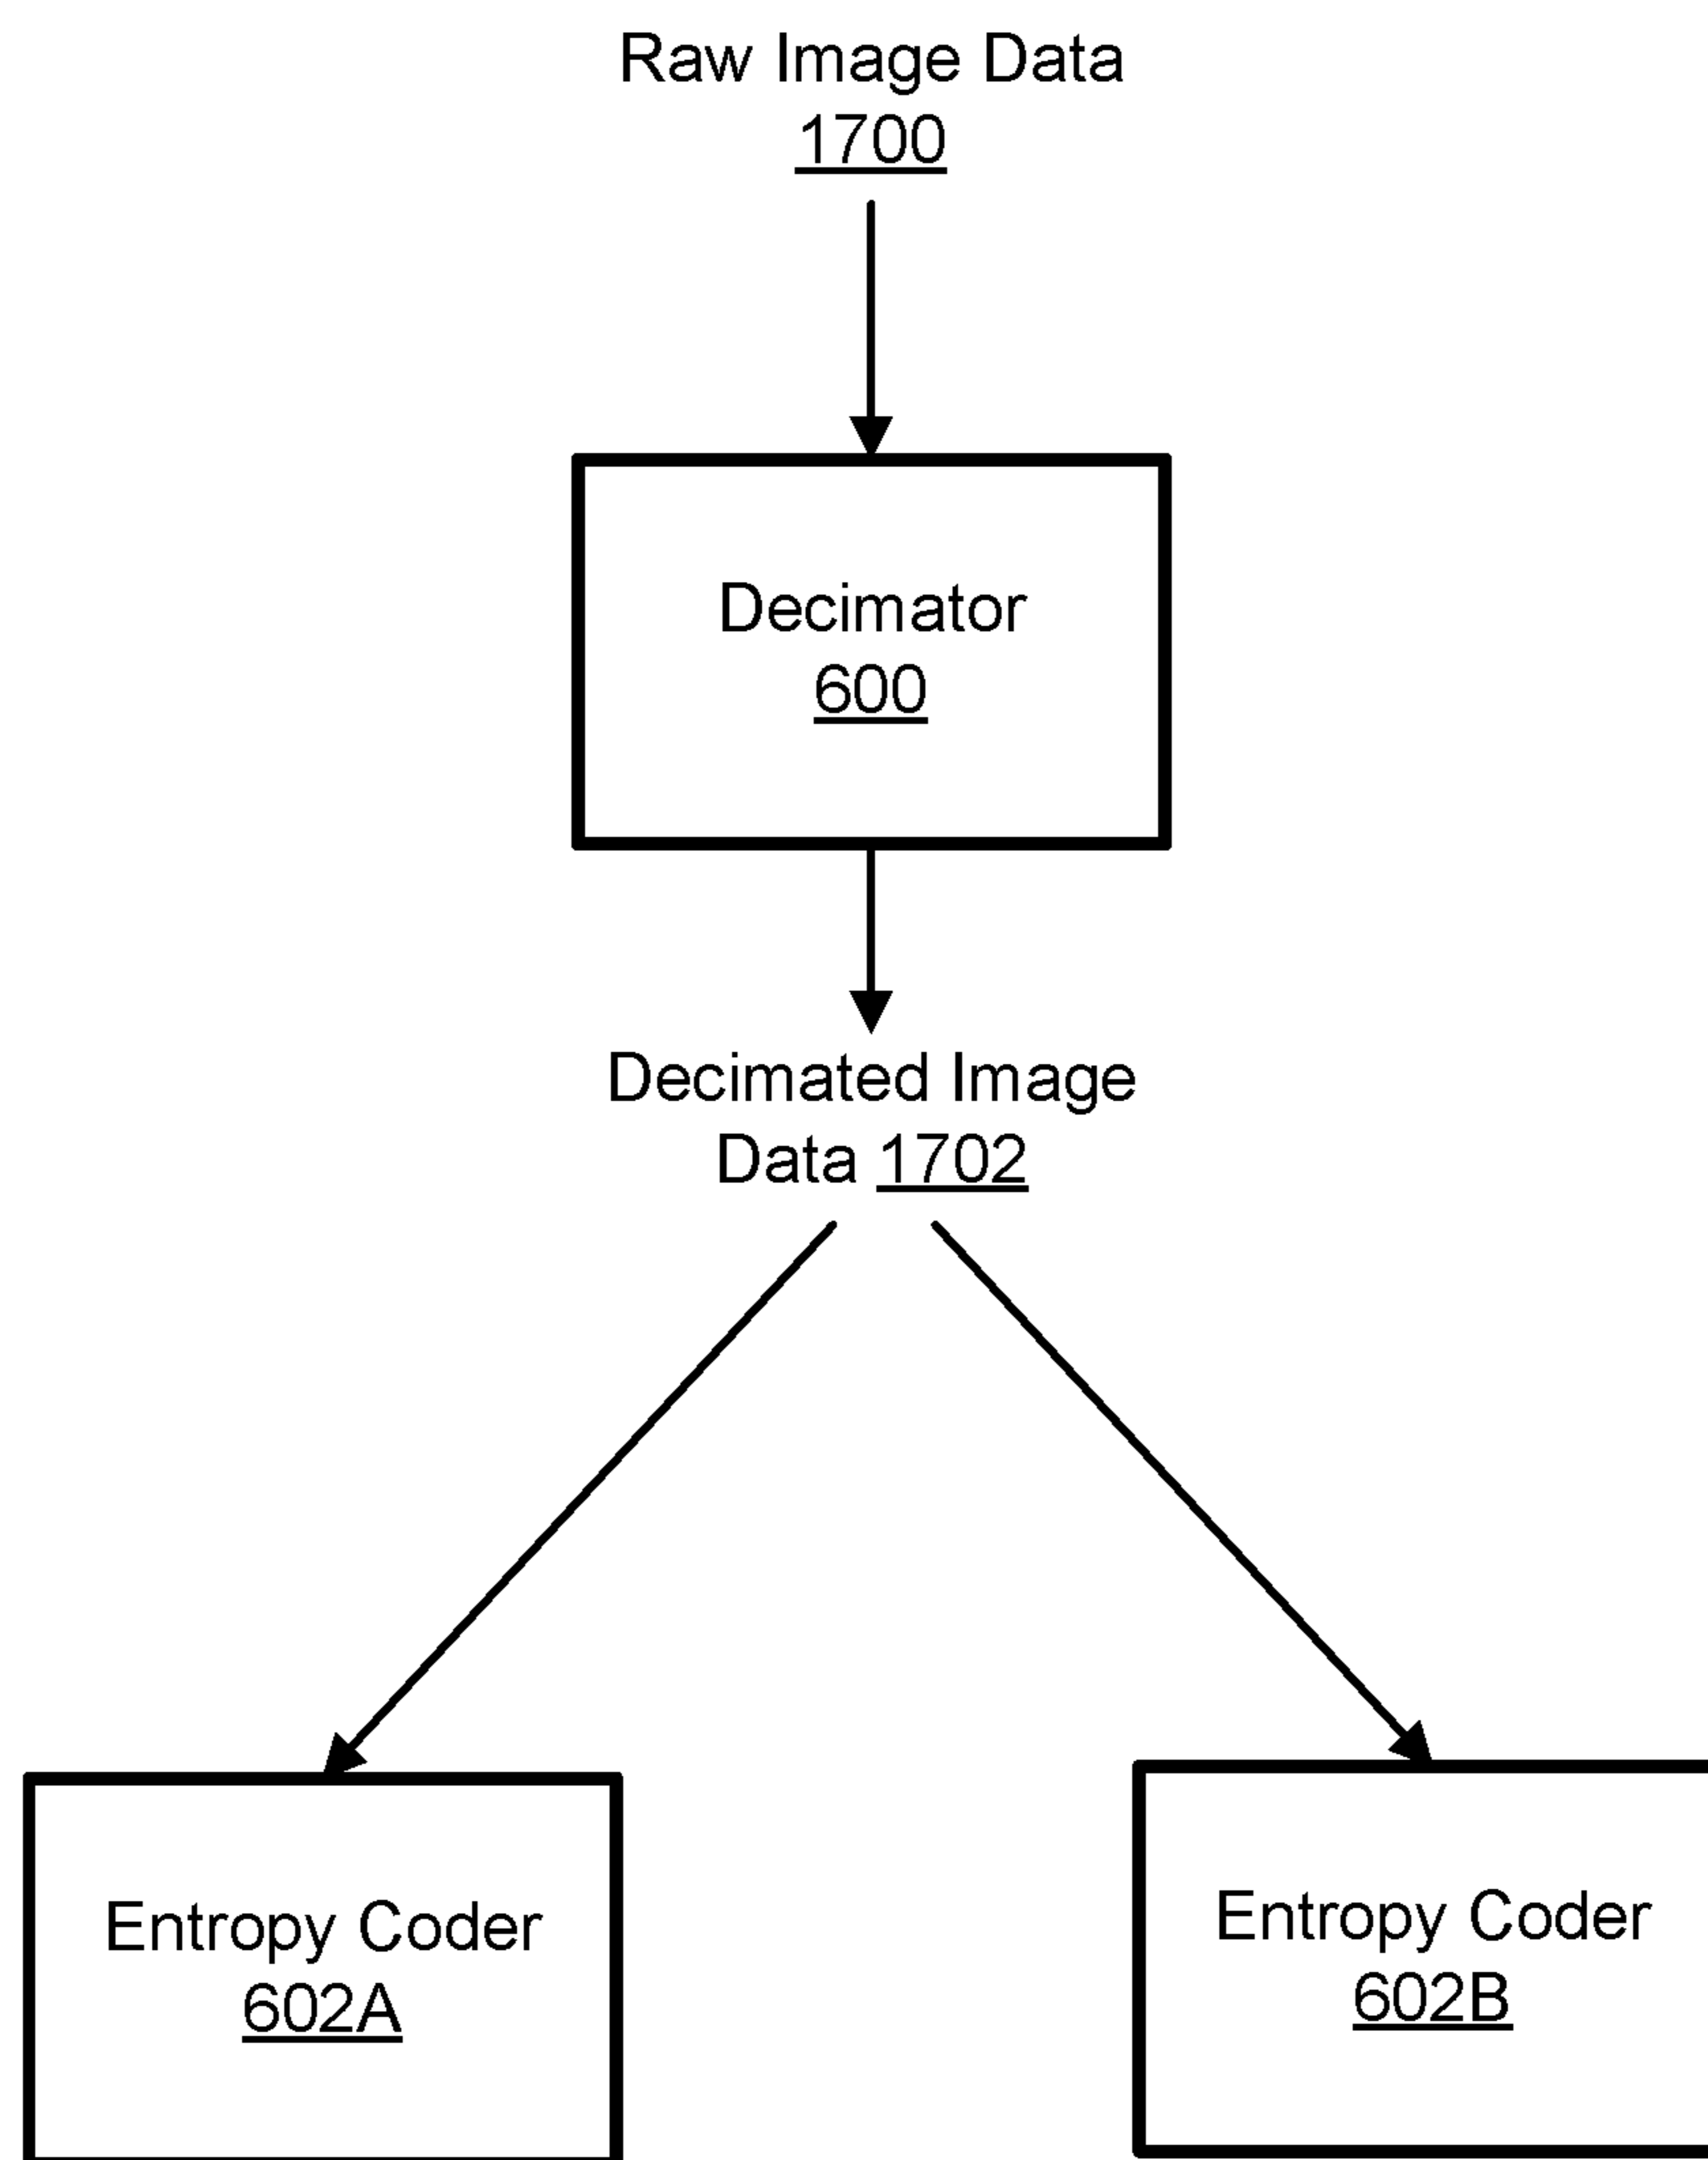 Raw Image Data
1700
Decimator
600
Decimated Image
Data 1702
Entropy Coder
602A
Entropy Coder
602B